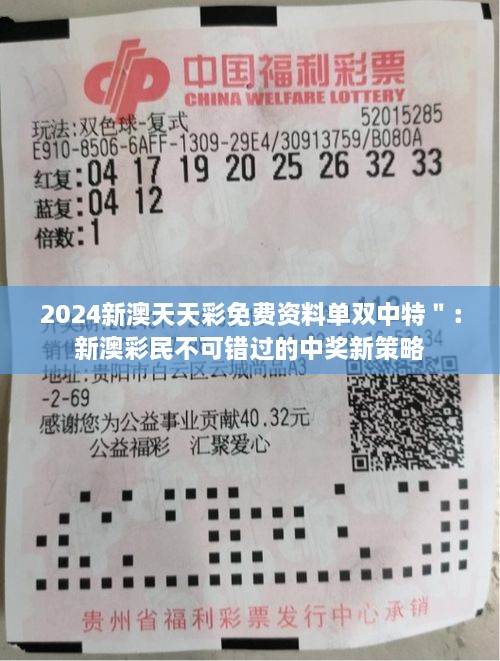 中国福利彩票
CHINA WELFARE LOTTERY
玩法:双色球-复式 52015285
E910-8506-6AFF-1309-29E4/30913759/B080A
红复:04 17 19 20 25 26 32 33
蓝复:04 12
倍数:1
2024新澳天天彩免费资料单双中特＂：
新澳彩民不可错过的中奖新策略
地址:贵阳市白云区云城尚品A3
-2-69
感谢您为公益事业贡献40.32元
公益福彩 汇聚爱心
贵州省福利彩票发行中心承销